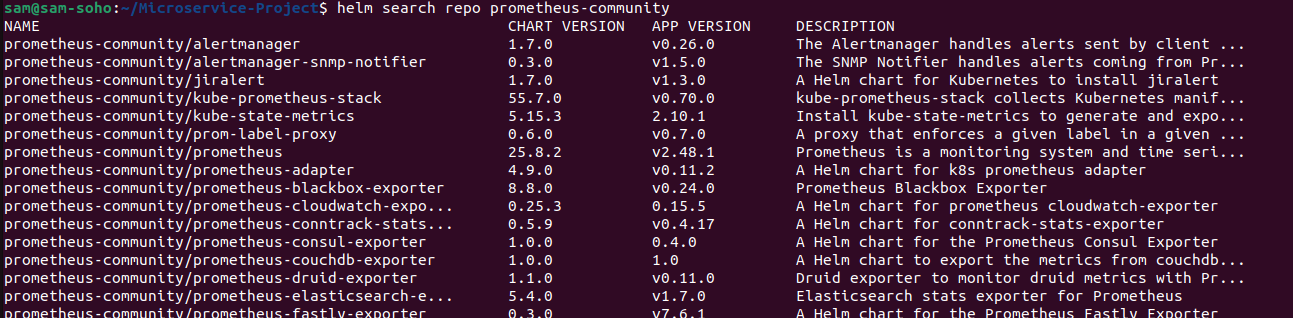 sam@sam-soho:~/Microservice-Project$ helm search repo prometheus-community
NAME CHART VERSION APP VERSION DESCRIPTION
prometheus-community/alertmanager 1.7.0 v0.26.0 The Alertmanager handles alerts sent by client ...
prometheus-community/alertmanager-snmp-notifier 0.3.0 v1.5.0 The SNMP Notifier handles alerts coming from Pr...
prometheus-community/jiralert 1.7.0 v1.3.0 A Helm chart for Kubernetes to install jiralert
prometheus-community/kube-prometheus-stack 55.7.0 v0.70.0 kube-prometheus-stack collects Kubernetes manif...
prometheus-community/kube-state-metrics 5.15.3 2.10.1 Install kube-state-metrics to generate and expo...
prometheus-community/prom-label-proxy 0.6.0 v0.7.0 A proxy that enforces a given label in a given ...
prometheus-community/prometheus 25.8.2 v2.48.1 Prometheus is a monitoring system and time seri...
prometheus-community/prometheus-adapter 4.9.0 v0.11.2 A Helm chart for k8s prometheus adapter
prometheus-community/prometheus-blackbox-exporter 8.8.0 v0.24.0 Prometheus Blackbox Exporter
prometheus-community/prometheus-cloudwatch-expo... 0.25.3 0.15.5 A Helm chart for prometheus cloudwatch-exporter
prometheus-community/prometheus-conntrack-stats... 0.5.9 v0.4.17 A Helm chart for conntrack-stats-exporter
prometheus-community/prometheus-consul-exporter 1.0.0 0.4.0 A Helm chart for the Prometheus Consul Exporter
prometheus-community/prometheus-couchdb-exporter 1.0.0 1.0 A Helm chart to export the metrics from couchdb...
prometheus-community/prometheus-druid-exporter 1.1.0 v0.11.0 Druid exporter to monitor druid metrics with Pr...
prometheus-community/prometheus-elasticsearch-e... 5.4.0 v1.7.0 Elasticsearch stats exporter for Prometheus
prometheus-community/prometheus-fastly-exporter 0.3.0 v7.6.1 A Helm chart for the Prometheus Fastly Exporter